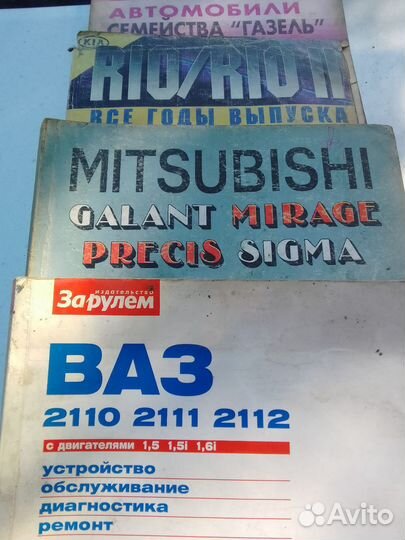 АВТОМОБИЛИ
СЕМЕЙСТВА "ГАЗЕЛЬ"
KIA
RIO/RIO II
ВСЕ ГОДЫ ВЫПУСКА
MITSUBISHI
GALANT MIRAGE
PRECIS SIGMA
издательство
За рулем
ВАЗ
2110 2111 2112
с двигателями 1,5 1,5i 1,6i
устройство
обслуживание
диагностика
ремонт
Avito